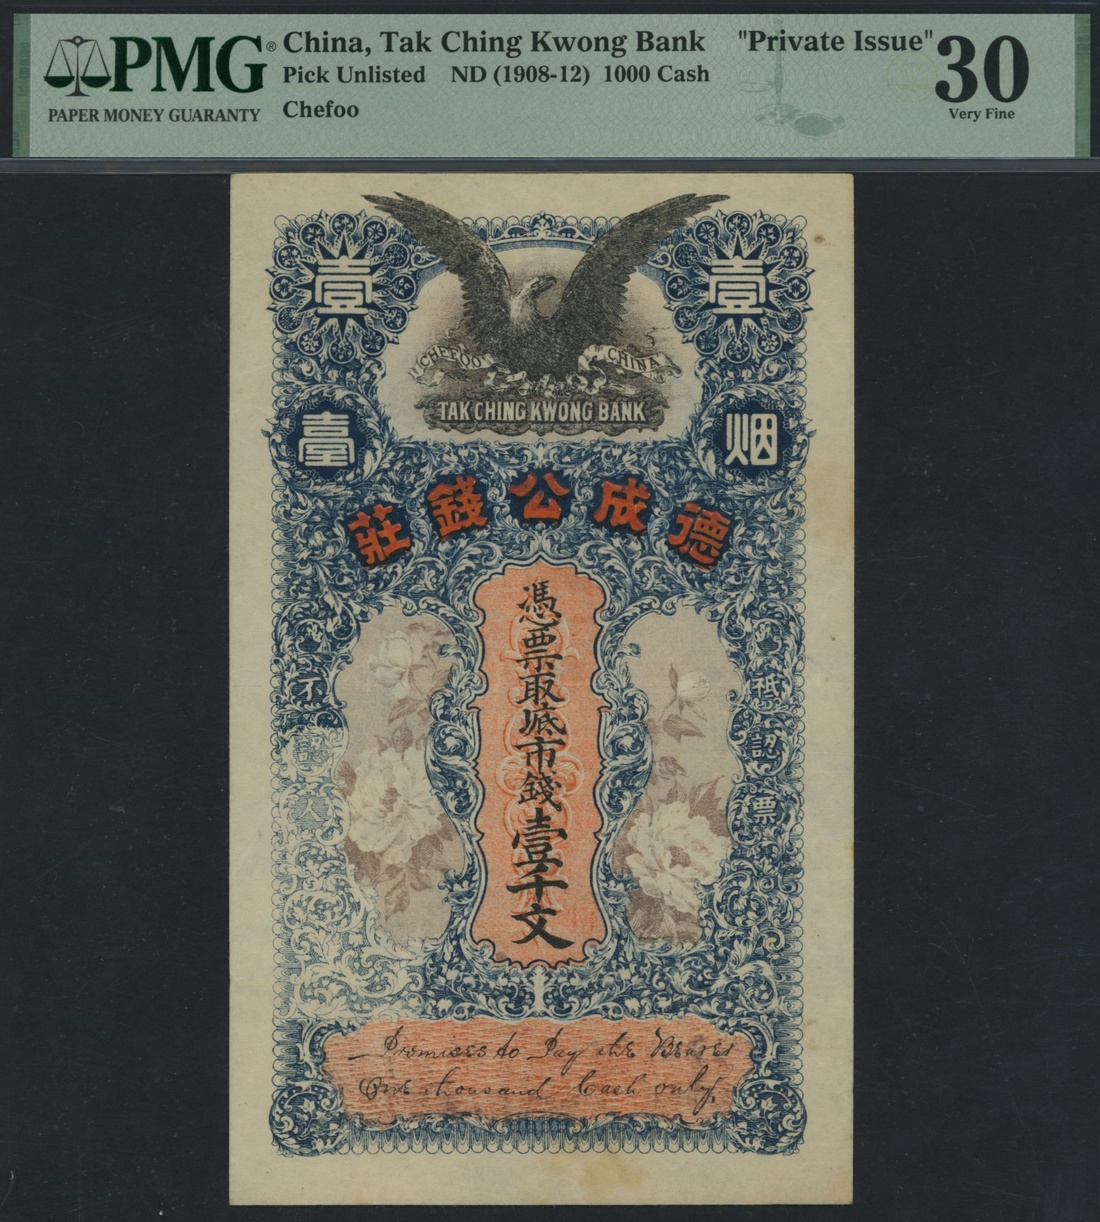 PMG® China, Tak Ching Kwong Bank "Private Issue" 30
Pick Unlisted ND (1908-12) 1000 Cash
PAPER MONEY GUARANTY Chefoo Very Fine
壹 壹
CHEFOO CHINA
TAK CHING KWONG BANK
烟臺
德成公錢莊
憑票取底市錢壹千文
祗認票
不認人
Promises to Pay the Bearer
One thousand Cash only.